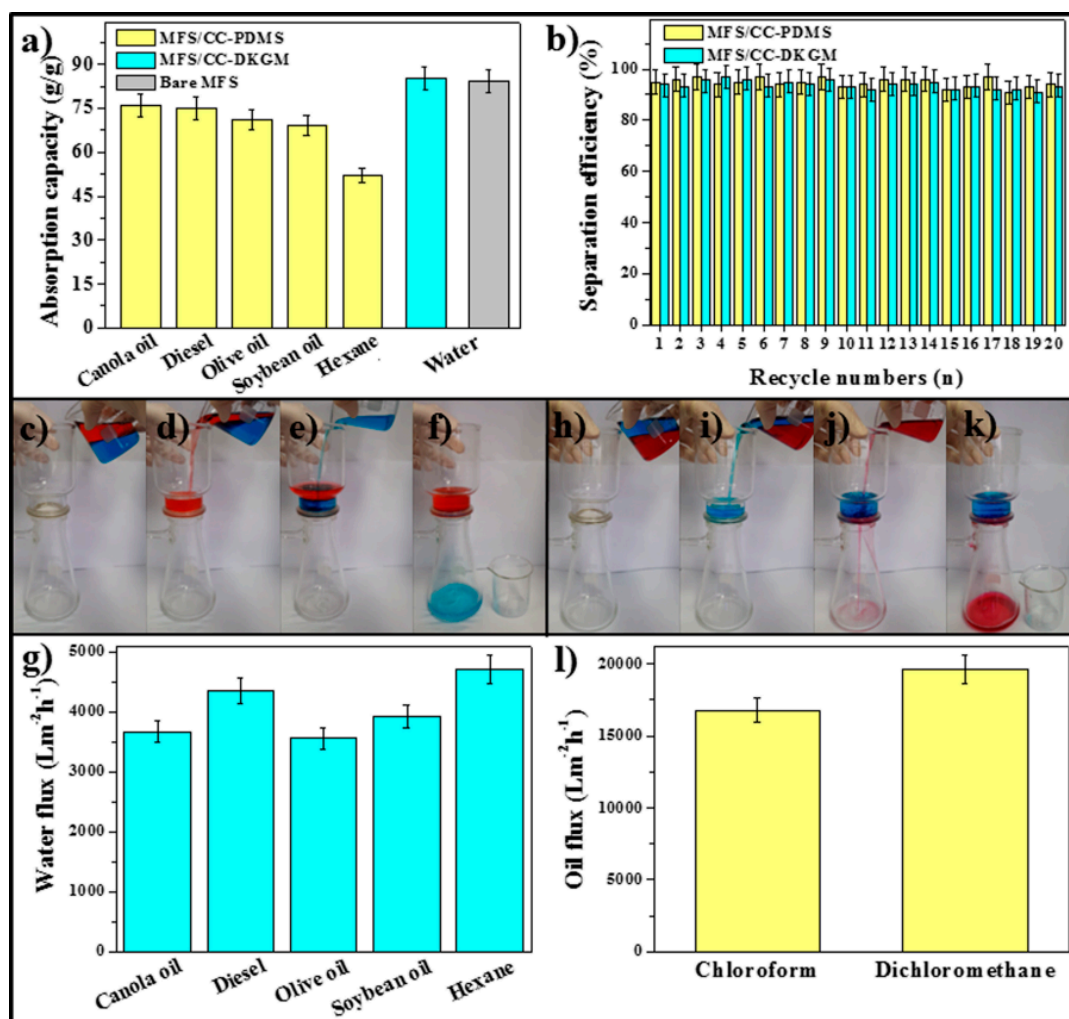 a)
MFS/CC-PDMS
MFS/CC-DKGM
Bare MFS
Absorption capacity (g/g)
90
75
60
45
30
15
0
Canola oil
Diesel
Olive oil
Soybean oil
Hexane
Water
b)
MFS/CC-PDMS
MFS/CC-DKGM
Separation efficiency (%)
100
80
60
40
20
0
1 2 3 4 5 6 7 8 9 10 11 12 13 14 15 16 17 18 19 20
Recycle numbers (n)
c) d) e) f) h) i) j) k)
g)
Water flux (Lm⁻²h⁻¹)
5000
4000
3000
2000
1000
0
Canola oil
Diesel
Olive oil
Soybean oil
Hexane
l)
Oil flux (Lm⁻²h⁻¹)
20000
15000
10000
5000
0
Chloroform Dichloromethane